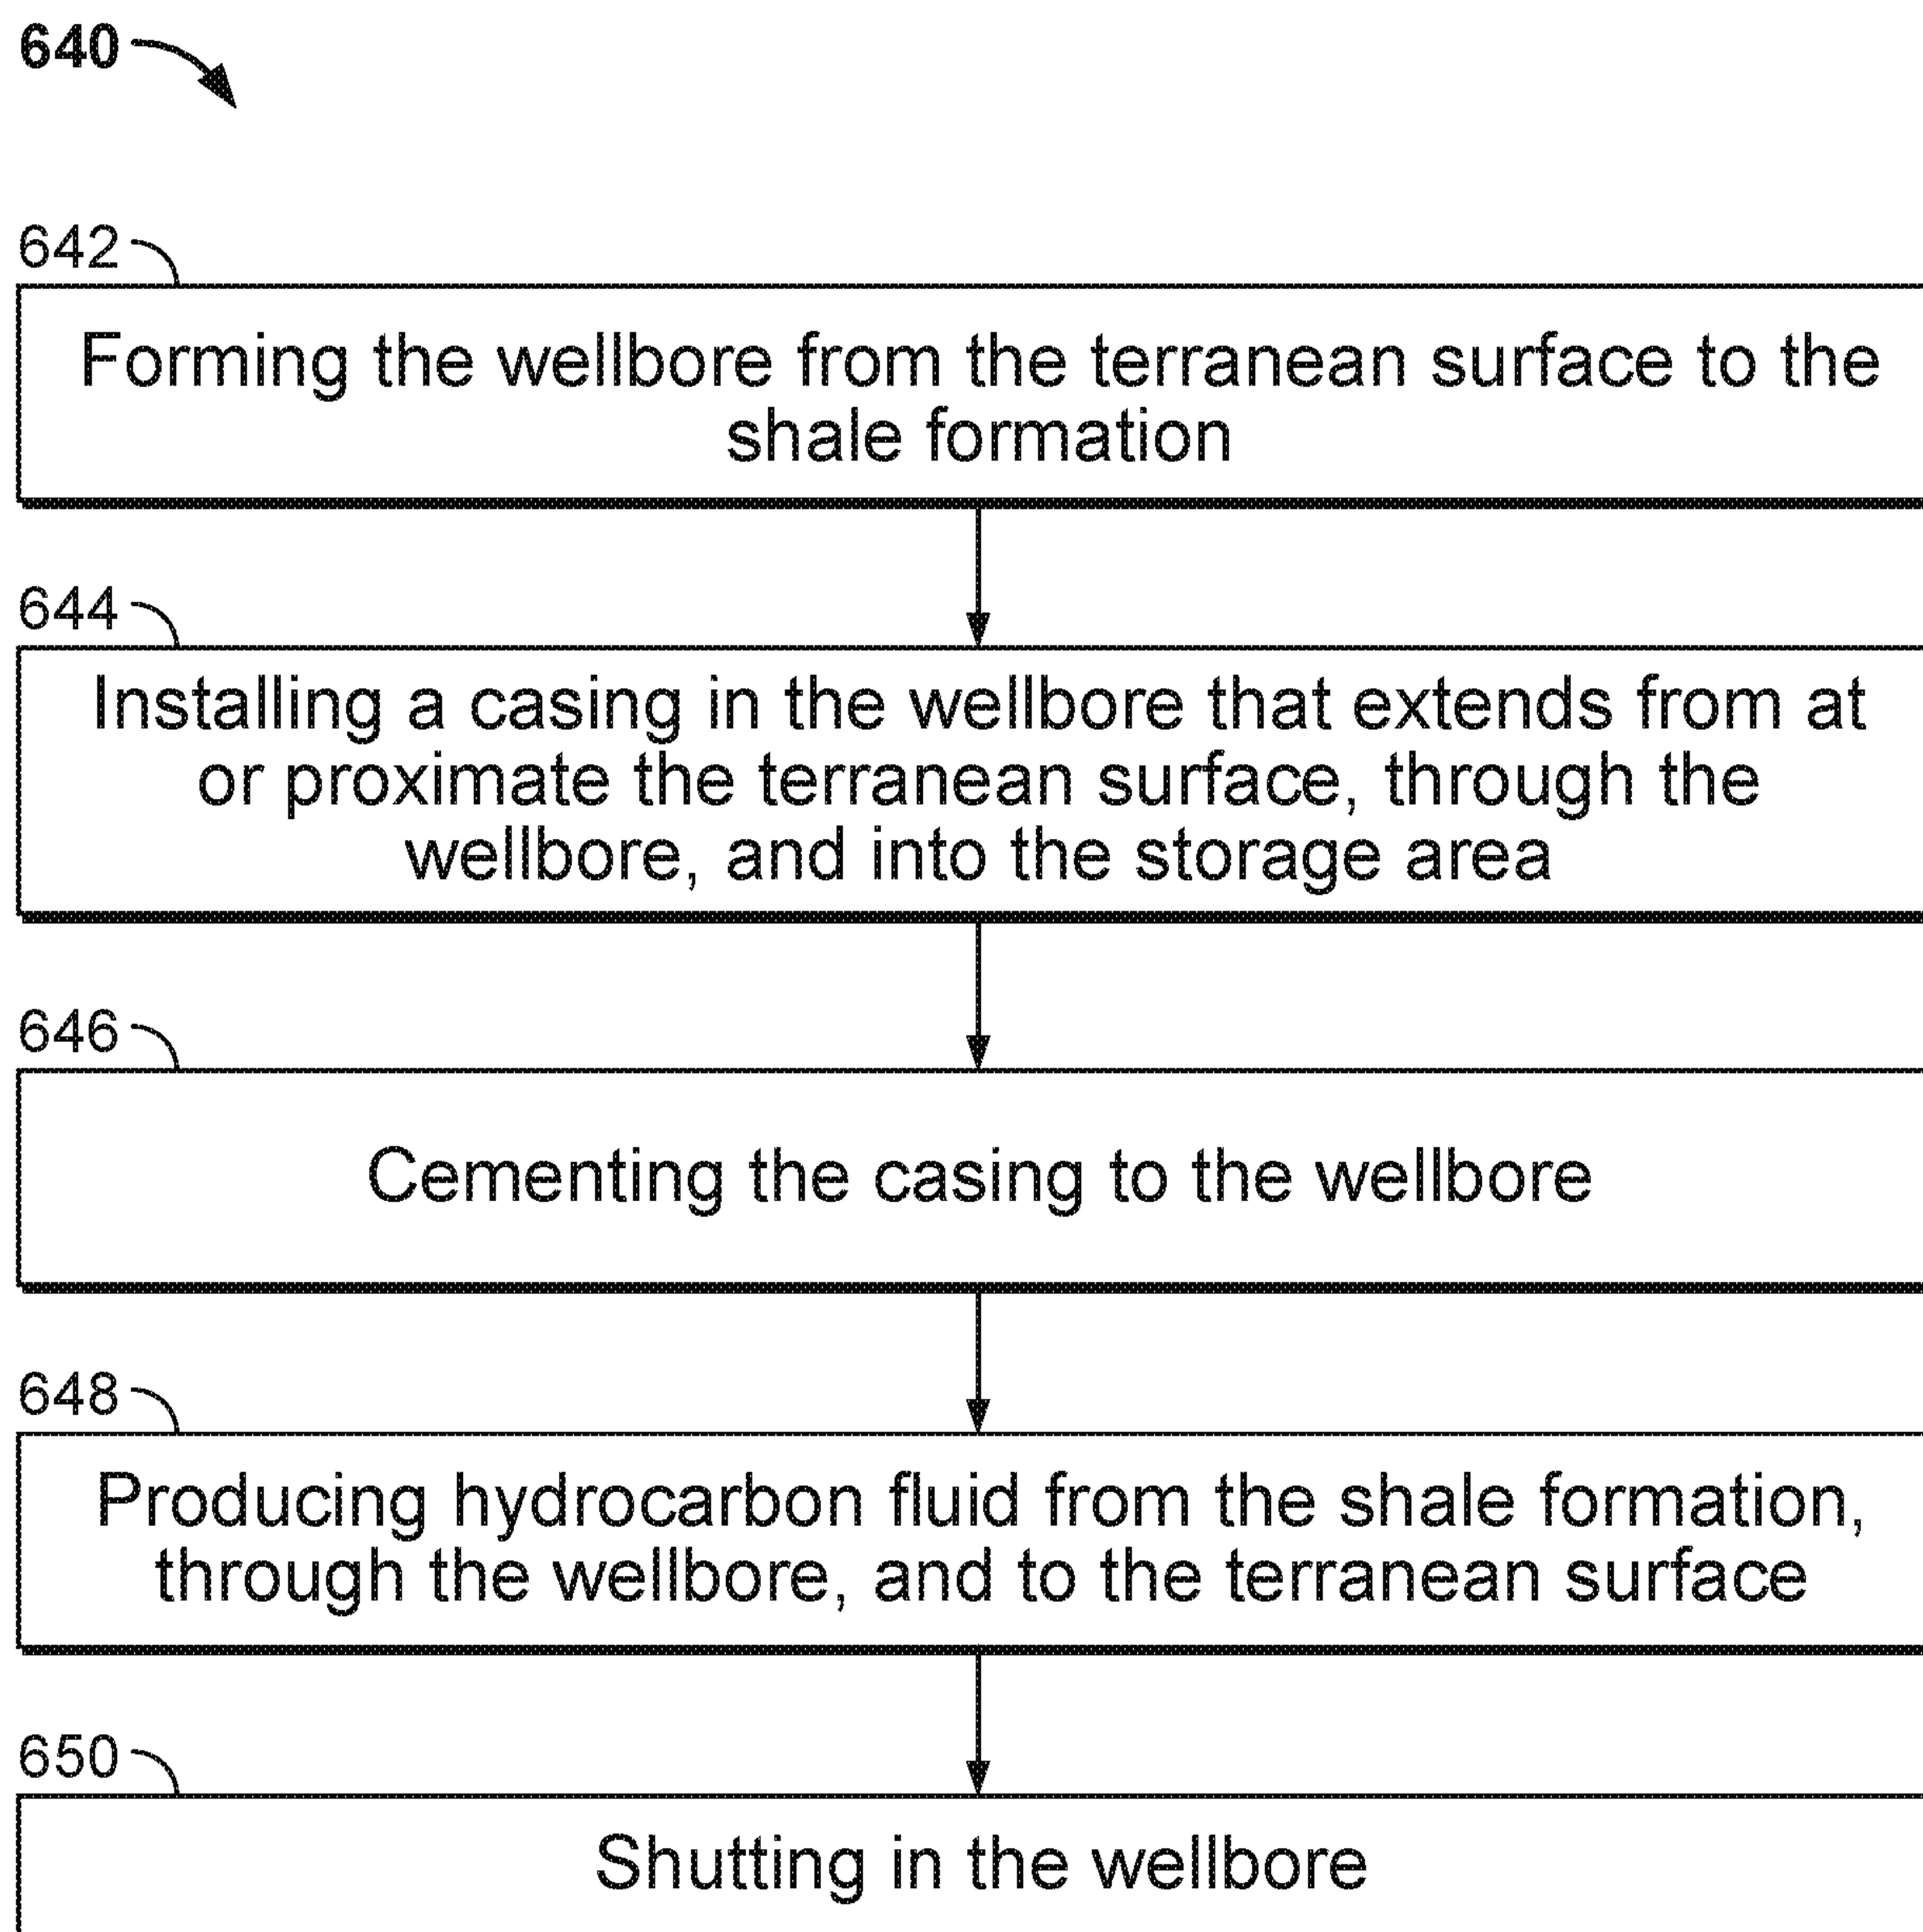 640
642
Forming the wellbore from the terranean surface to the
shale formation
644
Installing a casing in the wellbore that extends from at
or proximate the terranean surface, through the
wellbore, and into the storage area
646
Cementing the casing to the wellbore
648
Producing hydrocarbon fluid from the shale formation,
through the wellbore, and to the terranean surface
650
Shutting in the wellbore